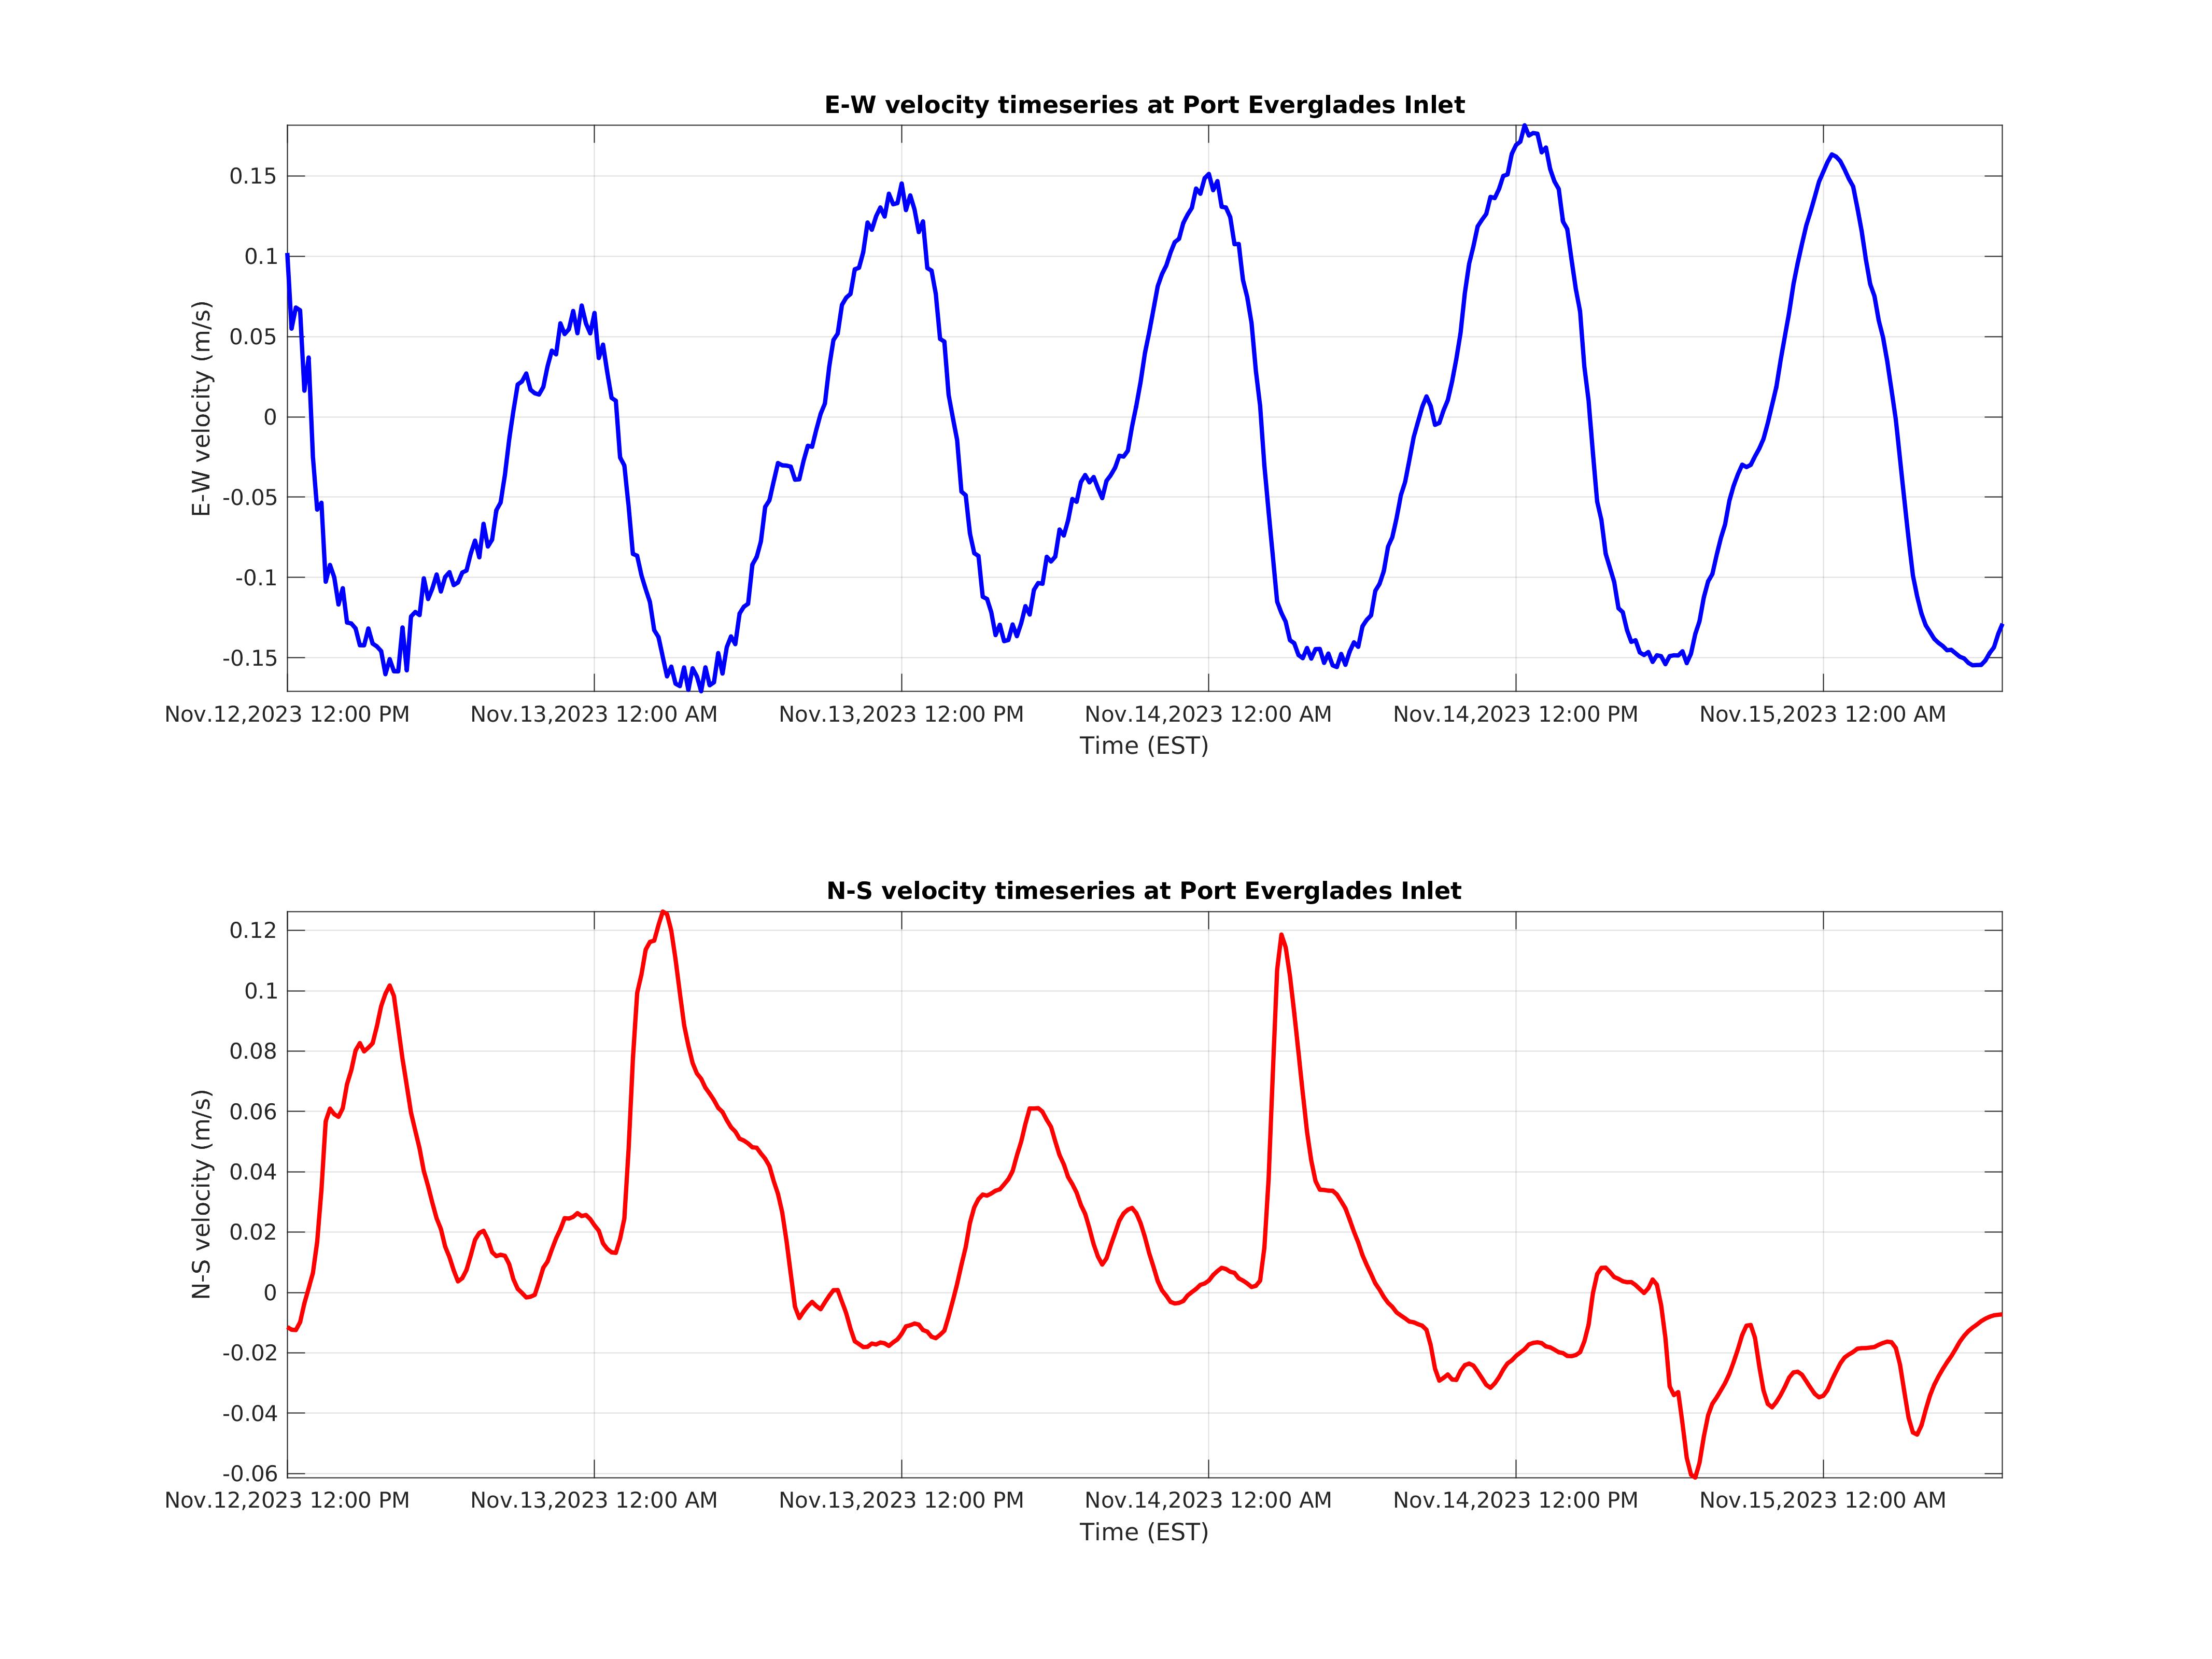 E-W velocity timeseries at Port Everglades Inlet
0.15
0.1
0.05
0
-0.05
-0.1
-0.15
E-W velocity (m/s)
Nov.12,2023 12:00 PM Nov.13,2023 12:00 AM Nov.13,2023 12:00 PM Nov.14,2023 12:00 AM Nov.14,2023 12:00 PM Nov.15,2023 12:00 AM
Time (EST)
N-S velocity timeseries at Port Everglades Inlet
0.12
0.1
0.08
0.06
0.04
0.02
0
-0.02
-0.04
-0.06
N-S velocity (m/s)
Nov.12,2023 12:00 PM Nov.13,2023 12:00 AM Nov.13,2023 12:00 PM Nov.14,2023 12:00 AM Nov.14,2023 12:00 PM Nov.15,2023 12:00 AM
Time (EST)